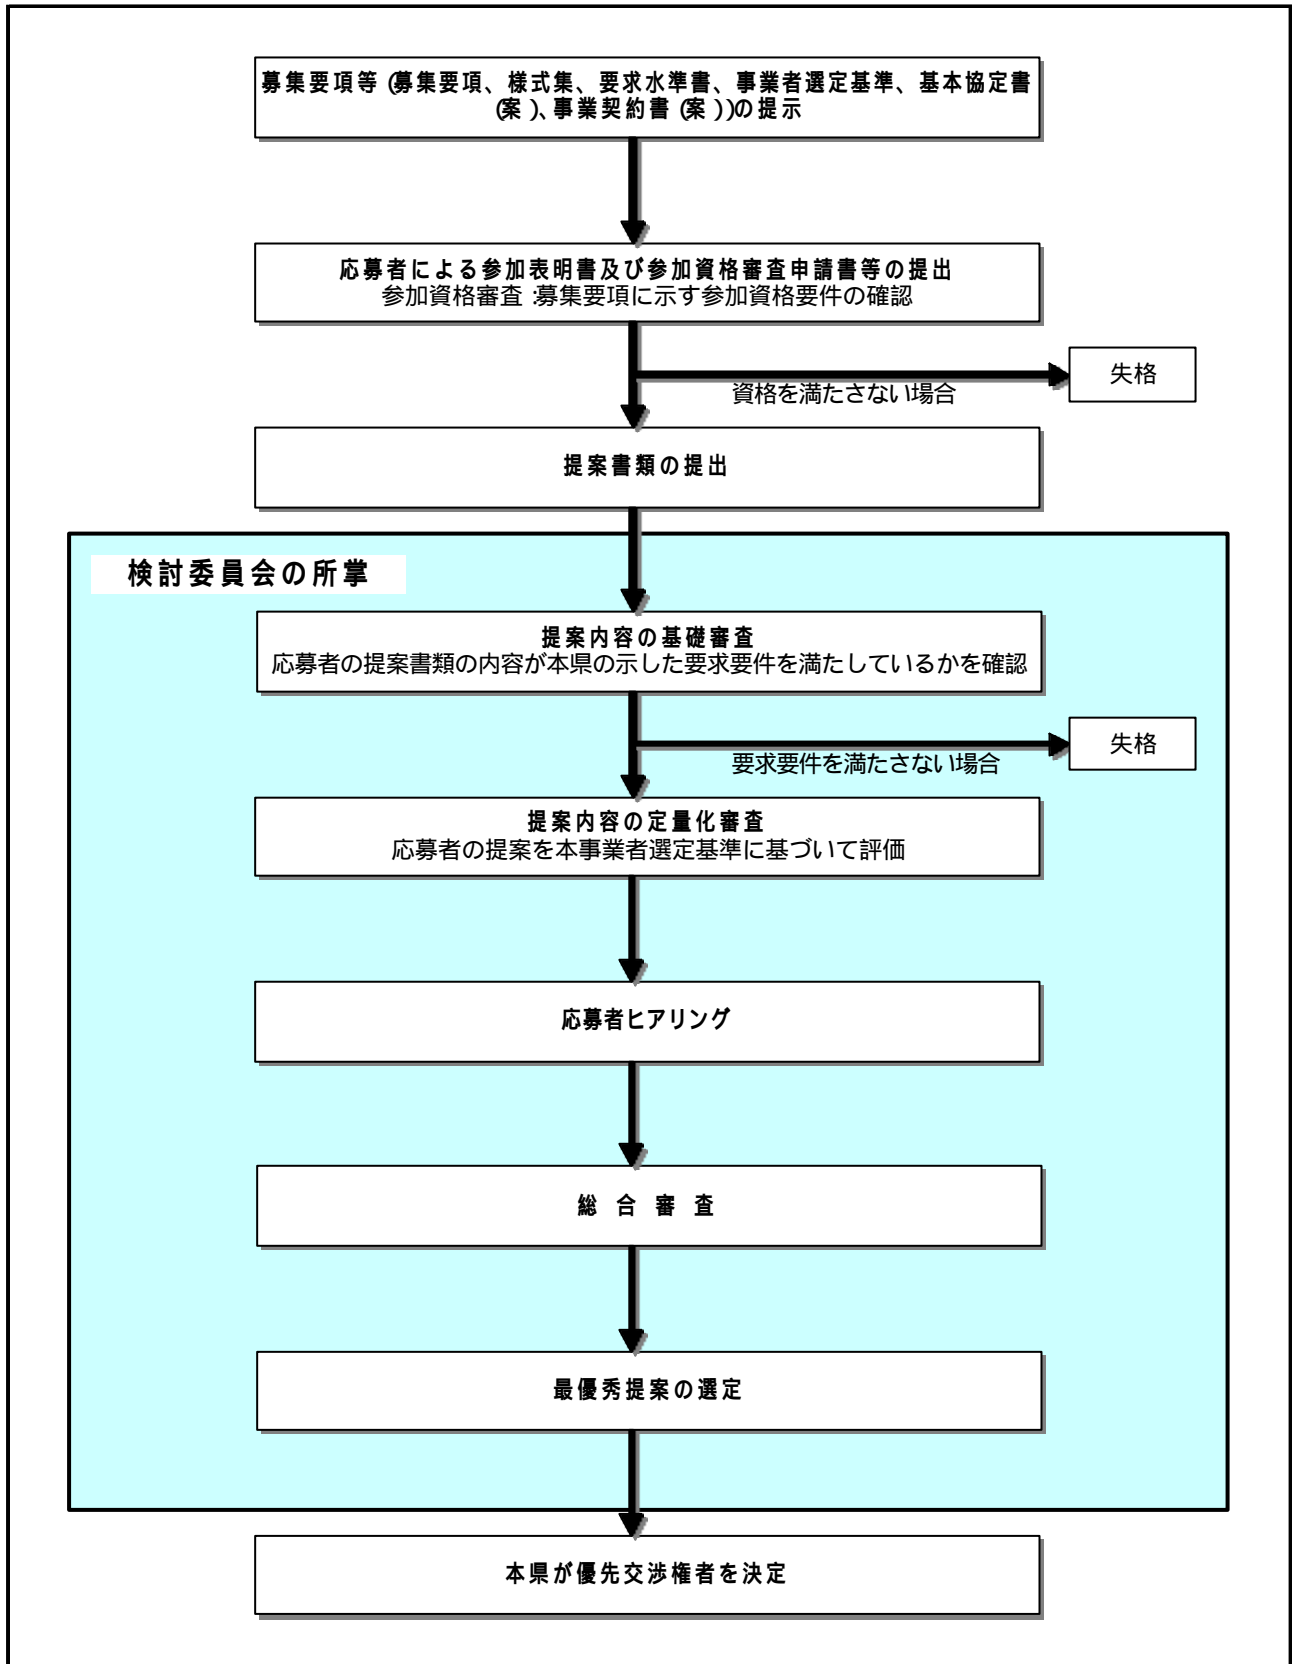 募集要項等(募集要項、様式集、要求水準書、事業者選定基準、基本協定書
(案)、事業契約書(案))の提示
応募者による参加表明書及び参加資格審査申請書等の提出
参加資格審査:募集要項に示す参加資格要件の確認
失格
資格を満たさない場合
提案書類の提出
検討委員会の所掌
提案内容の基礎審査
応募者の提案書類の内容が本県の示した要求要件を満たしているかを確認
失格
要求要件を満たさない場合
提案内容の定量化審査
応募者の提案を本事業者選定基準に基づいて評価
応募者ヒアリング
総合審査
最優秀提案の選定
本県が優先交渉権者を決定